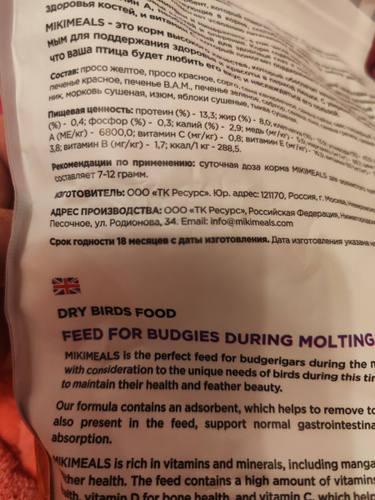 здоровья костей, и витамин
MIKIMEALS - это корм высоко
мым для поддержания здоро
что ваша птица будет любить его
Состав: просо желтое, просо красное, сорго,
печенье красное, печенье В.А.М., печенье зеленое,
ник, морковь сушеная, изюм, яблоки сушеные,
Пищевая ценность: протеин (%) - 13,3; жир (%) - 8,0;
(%) - 0,4; фосфор (%) - 0,3; калий (%) - 2,9; медь (мг/кг) -
А (МЕ/кг) - 6800,0; витамин С (мг/кг) - 0,8; витамин Е (мг/кг) -
3,8; витамин В (мг/кг) - 1,7; ккал/1 кг - 288,5.
Рекомендации по применению: суточная доза корма MIKIMEALS для
составляет 7-12 грамм.
ИЗГОТОВИТЕЛЬ: ООО «ТК Ресурс». Юр. адрес: 121170, Россия, г. Москва,
АДРЕС ПРОИЗВОДСТВА: ООО «ТК Ресурс», Российская Федерация,
Песочное, ул. Родионова, 34. Email: info@mikimeals.com
Срок годности 18 месяцев с даты изготовления. Дата изготовления указана
DRY BIRDS FOOD
FEED FOR BUDGIES DURING MOLTING
MIKIMEALS is the perfect feed for budgerigars during the
with consideration to the unique needs of birds during this
to maintain their health and feather beauty.
Our formula contains an adsorbent, which helps to remove
also present in the feed, support normal gastrointestina
absorption.
MIKIMEALS is rich in vitamins and minerals, including manga
health. The feed contains a high amount of vitamins
vitamin D for bone health, and vitamin C, which help